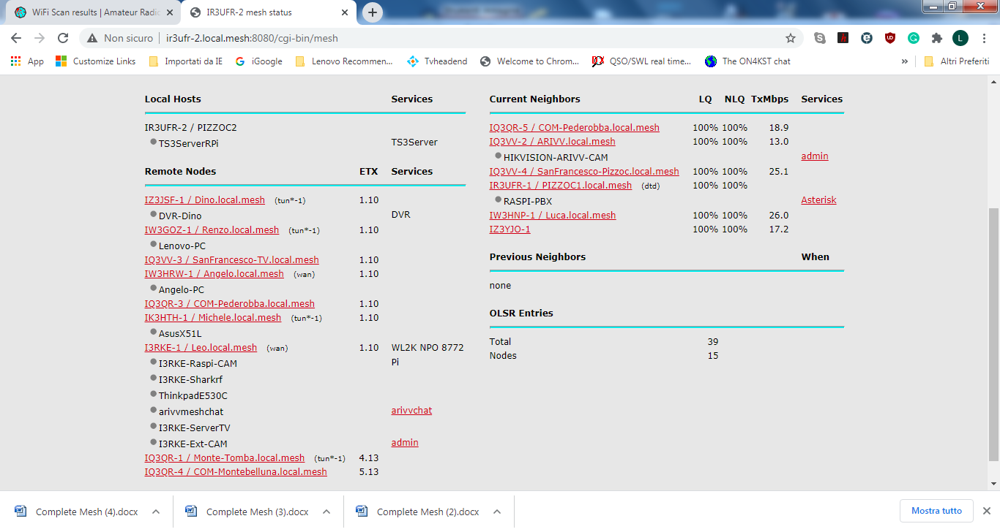 WiFi Scan results | Amateur Radio
IR3UFR-2 mesh status
Non sicuro
ir3ufr-2.local.mesh:8080/cgi-bin/mesh
L
App
Customize Links
Importati da IE
iGoogle
Lenovo Recommen...
Tvheadend
Welcome to Chrom...
QSO/SWL real time...
The ON4KST chat
»
Altri Preferiti
Local Hosts Services
IR3UFR-2 / PIZZOC2
TS3ServerRPi TS3Server
Remote Nodes ETX Services
IZ3JSF-1 / Dino.local.mesh (tun*-1) 1.10
DVR-Dino DVR
IW3GOZ-1 / Renzo.local.mesh (tun*-1) 1.10
Lenovo-PC
IQ3VV-3 / SanFrancesco-TV.local.mesh 1.10
IW3HRW-1 / Angelo.local.mesh (wan) 1.10
Angelo-PC
IQ3QR-3 / COM-Pederobba.local.mesh 1.10
IK3HTH-1 / Michele.local.mesh (tun*-1) 1.10
AsusX51L
I3RKE-1 / Leo.local.mesh (wan) 1.10 WL2K NPO 8772
I3RKE-Raspi-CAM Pi
I3RKE-Sharkrf
ThinkpadE530C
arivvmeshchat arivvchat
I3RKE-ServerTV
I3RKE-Ext-CAM admin
IQ3QR-1 / Monte-Tomba.local.mesh (tun*-1) 4.13
IQ3QR-4 / COM-Montebelluna.local.mesh 5.13
Current Neighbors LQ NLQ TxMbps Services
IQ3QR-5 / COM-Pederobba.local.mesh 100% 100% 18.9
IQ3VV-2 / ARIVV.local.mesh 100% 100% 13.0
HIKVISION-ARIVV-CAM admin
IQ3VV-4 / SanFrancesco-Pizzoc.local.mesh 100% 100% 25.1
IR3UFR-1 / PIZZOC1.local.mesh (dtd) 100% 100%
RASPI-PBX Asterisk
IW3HNP-1 / Luca.local.mesh 100% 100% 26.0
IZ3YJO-1 100% 100% 17.2
Previous Neighbors When
none
OLSR Entries
Total 39
Nodes 15
Complete Mesh (4).docx
Complete Mesh (3).docx
Complete Mesh (2).docx
Mostra tutto